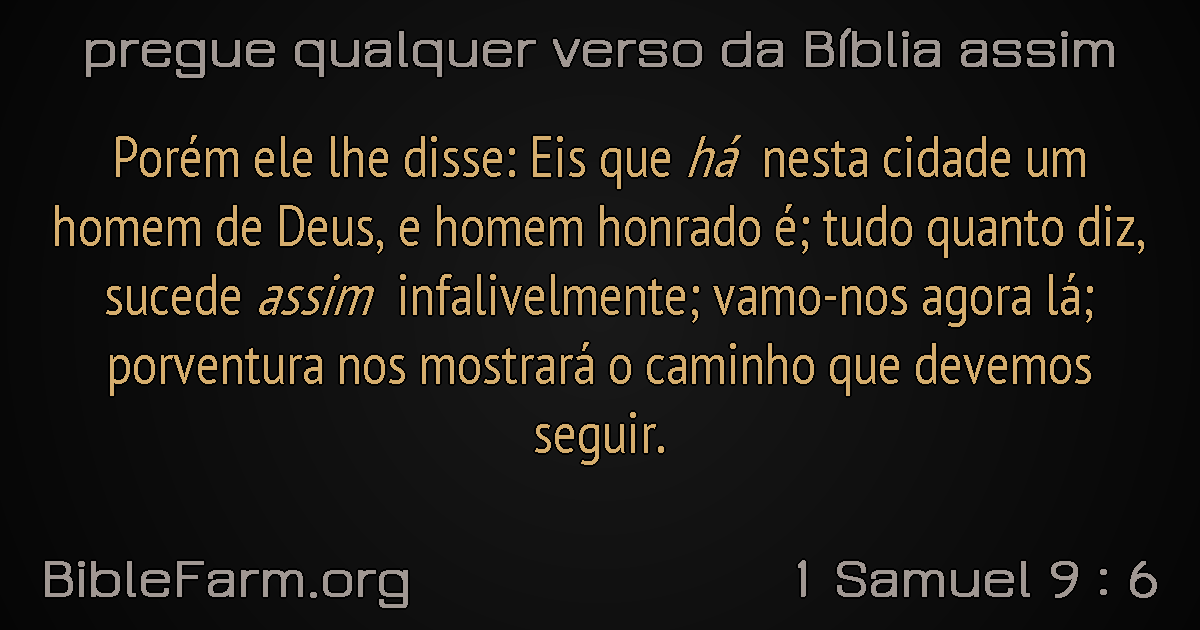 pregue qualquer verso da Bíblia assim
Porém ele lhe disse: Eis que há nesta cidade um
homem de Deus, e homem honrado é; tudo quanto diz,
sucede assim infalivelmente; vamo-nos agora lá;
porventura nos mostrará o caminho que devemos
seguir.
BibleFarm.org
1 Samuel 9 : 6